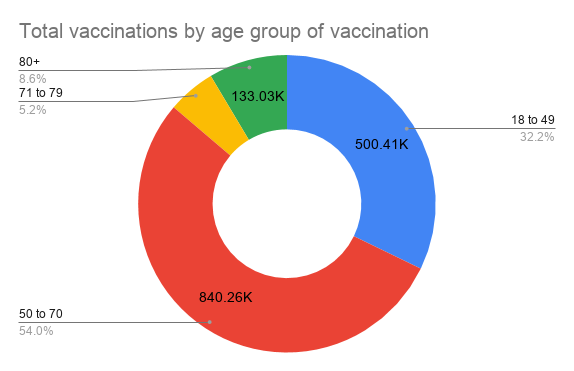 Total vaccinations by age group of vaccination
80+
8.6%
71 to 79
5.2%
133.03K
18 to 49
32.2%
500.41K
840.26K
50 to 70
54.0%